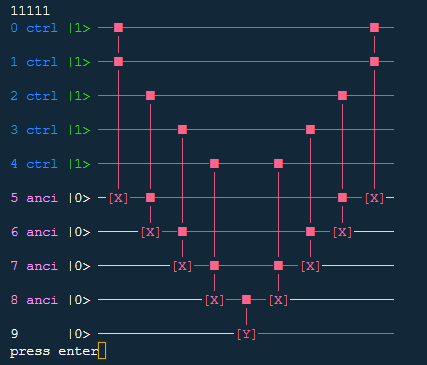 11111
0 ctrl |1>
1 ctrl |1>
2 ctrl |1>
3 ctrl |1>
4 ctrl |1>
5 anci |0> [X] [X]
6 anci |0> [X] [X]
7 anci |0> [X] [X]
8 anci |0> [X] [X]
9 |0> [Y]
press enter